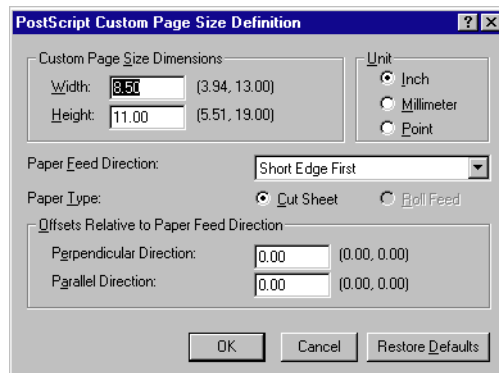 PostScript Custom Page Size Definition
Custom Page Size Dimensions
Width: 8.50 (3.94, 13.00)
Height: 11.00 (5.51, 19.00)
Unit
Inch
Millimeter
Point
Paper Feed Direction: Short Edge First
Paper Type: Cut Sheet Roll Feed
Offsets Relative to Paper Feed Direction
Perpendicular Direction: 0.00 (0.00, 0.00)
Parallel Direction: 0.00 (0.00, 0.00)
OK Cancel Restore Defaults